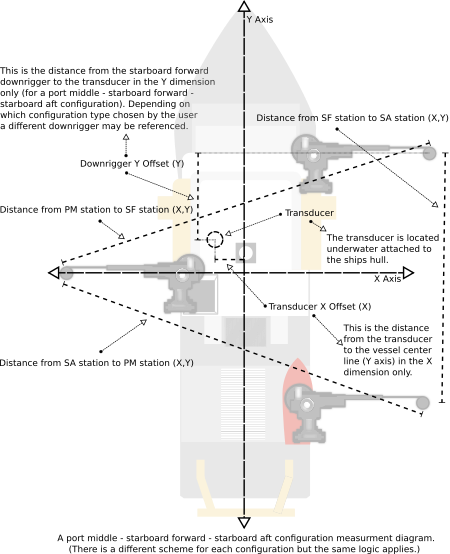 Y Axis
This is the distance from the starboard forward
downrigger to the transducer in the Y dimension
only (for a port middle - starboard forward -
starboard aft configuration). Depending on
which configuration type chosen by the user
a different downrigger may be referenced.
Distance from SF station to SA station (X,Y)
Downrigger Y Offset (Y)
Distance from PM station to SF station (X,Y)
Transducer
The transducer is located
underwater attached to
the ships hull.
X Axis
Transducer X Offset (X)
This is the distance
from the transducer
to the vessel center
line (Y axis) in the X
dimension only.
Distance from SA station to PM station (X,Y)
A port middle - starboard forward - starboard aft configuration measurment diagram.
(There is a different scheme for each configuration but the same logic applies.)